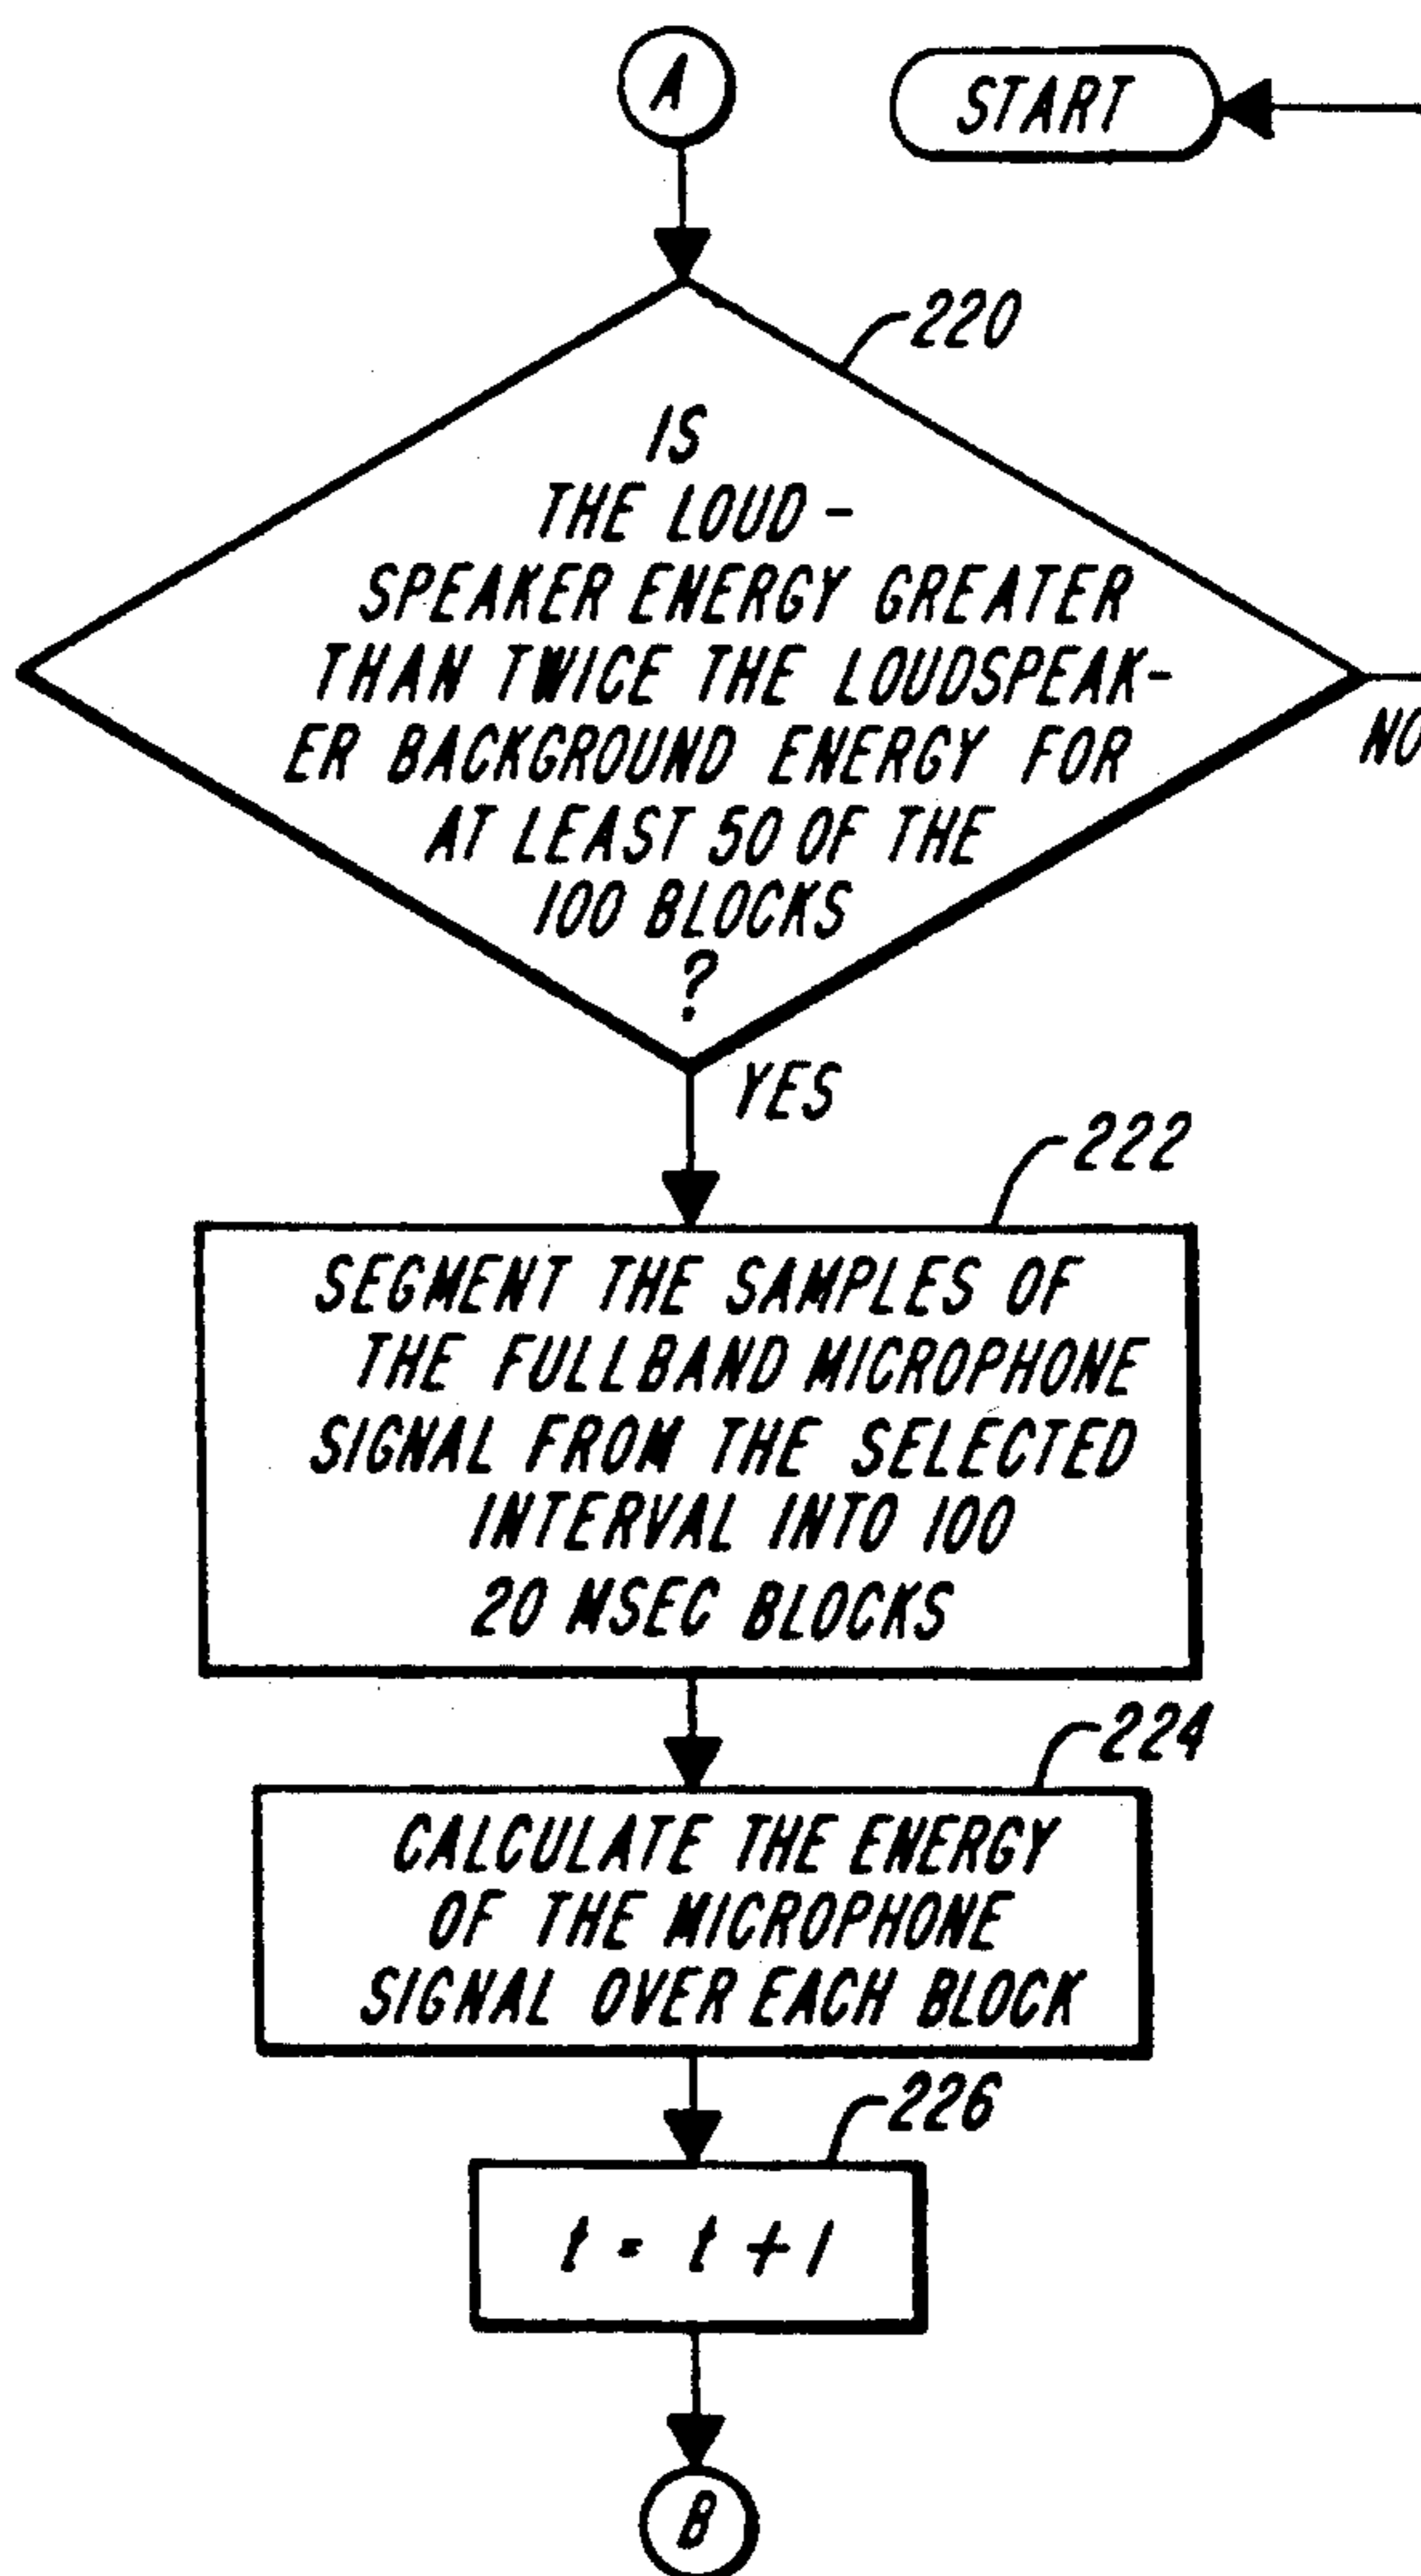 A
START
220
IS
THE LOUD-
SPEAKER ENERGY GREATER
THAN TWICE THE LOUDSPEAK-
ER BACKGROUND ENERGY FOR
AT LEAST 50 OF THE
100 BLOCKS
?
NO
YES
222
SEGMENT THE SAMPLES OF
THE FULLBAND MICROPHONE
SIGNAL FROM THE SELECTED
INTERVAL INTO 100
20 MSEC BLOCKS
224
CALCULATE THE ENERGY
OF THE MICROPHONE
SIGNAL OVER EACH BLOCK
226
t = t + 1
B